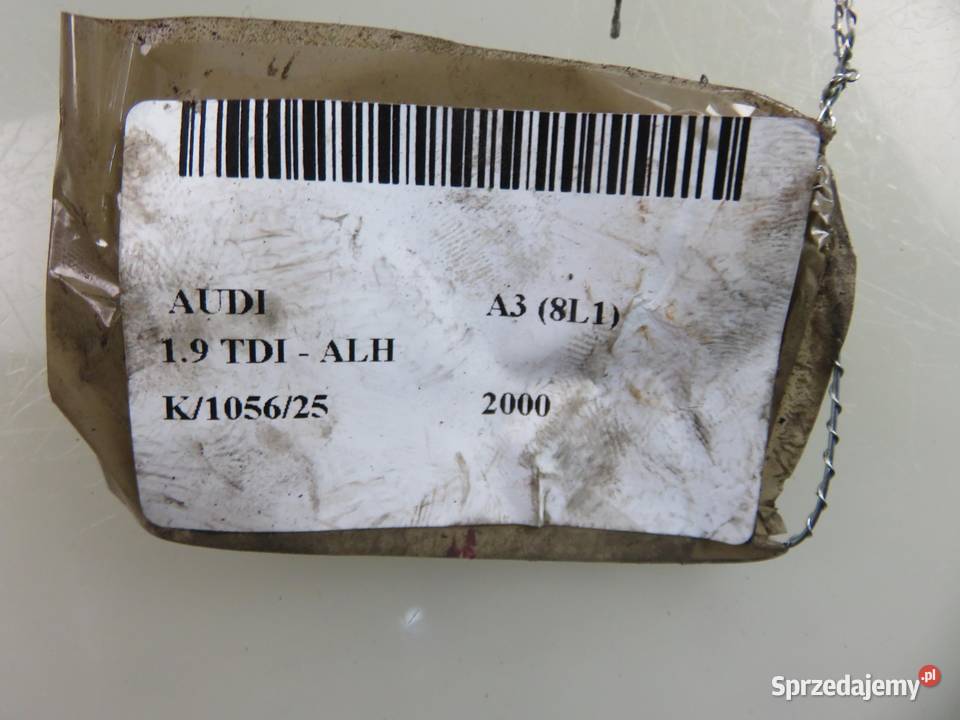 AUDI A3 (8L1)
1.9 TDI - ALH
K/1056/25 2000
Sprzedajemy.pl